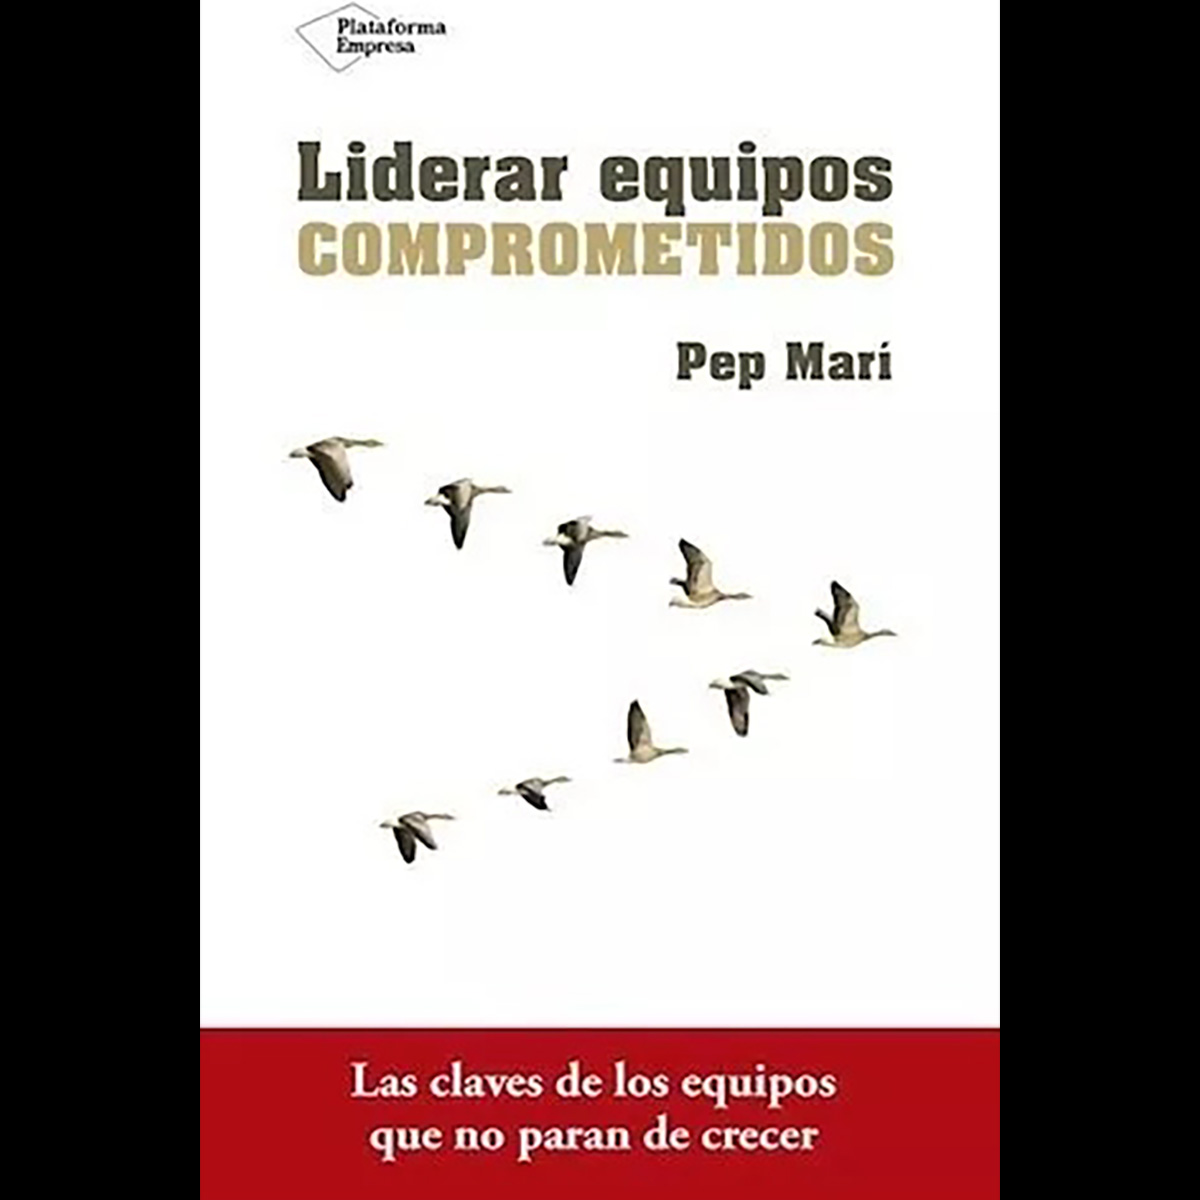 Plataforma
Empresa
Liderar equipos
COMPROMETIDOS
Pep Marí
Las claves de los equipos
que no paran de crecer